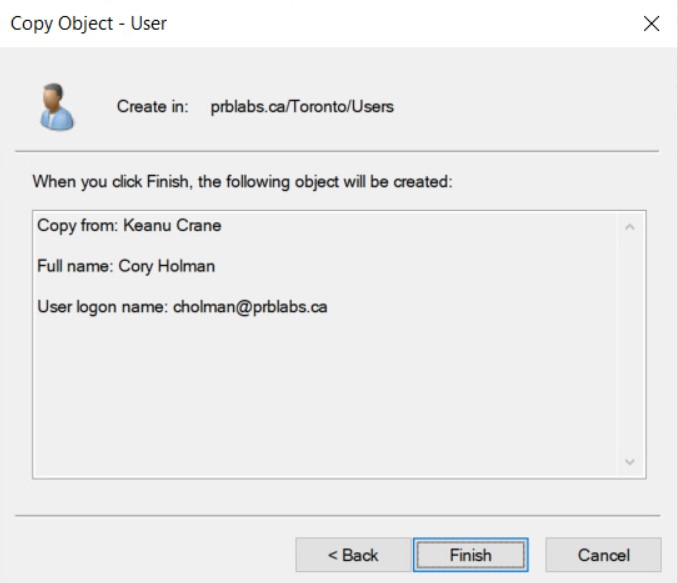 Copy Object - User
Create in: prblabs.ca/Toronto/Users
When you click Finish, the following object will be created:
Copy from: Keanu Crane
Full name: Cory Holman
User logon name: cholman@prblabs.ca
< Back Finish Cancel